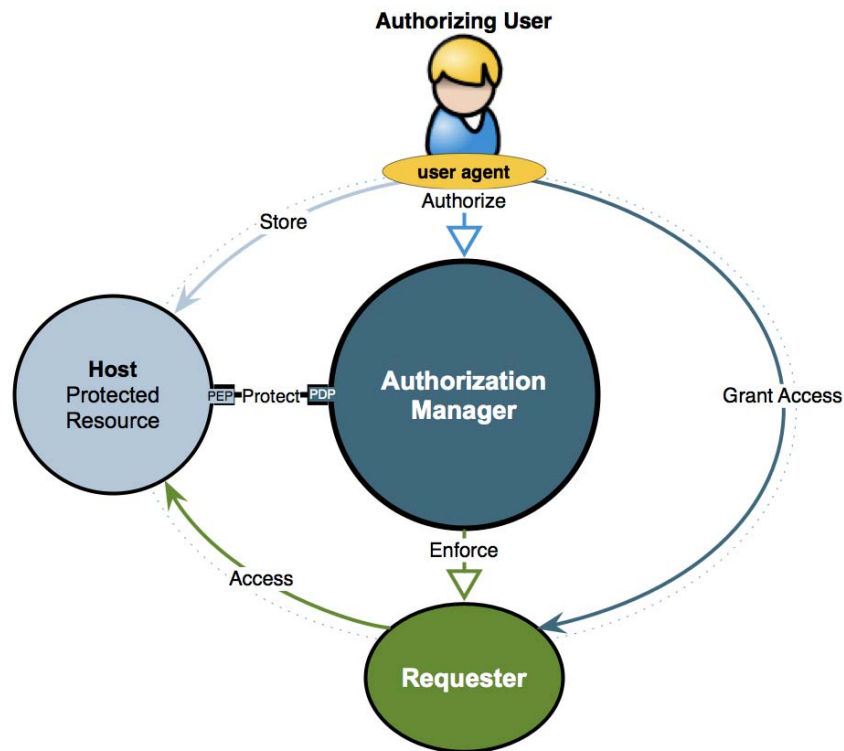 Authorizing User
user agent
Authorize
Store
Host
Protected
Resource
PEP
Protect
PDP
Authorization
Manager
Grant Access
Enforce
Access
Requester